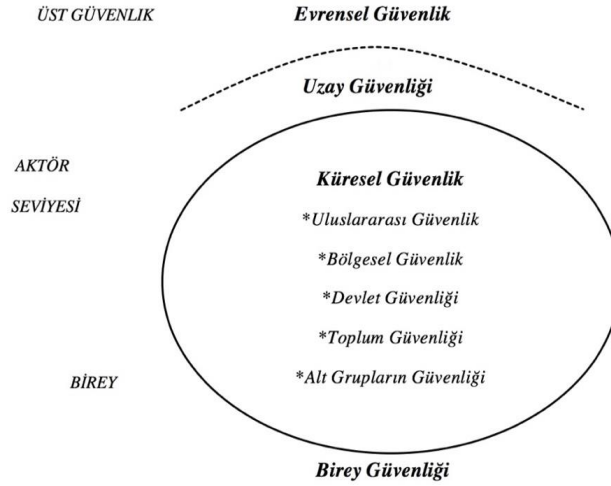 ÜST GÜVENLIK
Evrensel Güvenlik
Uzay Güvenliği
AKTÖR
SEVİYESİ
Küresel Güvenlik
*Uluslararası Güvenlik
*Bölgesel Güvenlik
*Devlet Güvenliği
*Toplum Güvenliği
BİREY
*Alt Grupların Güvenliği
Birey Güvenliği